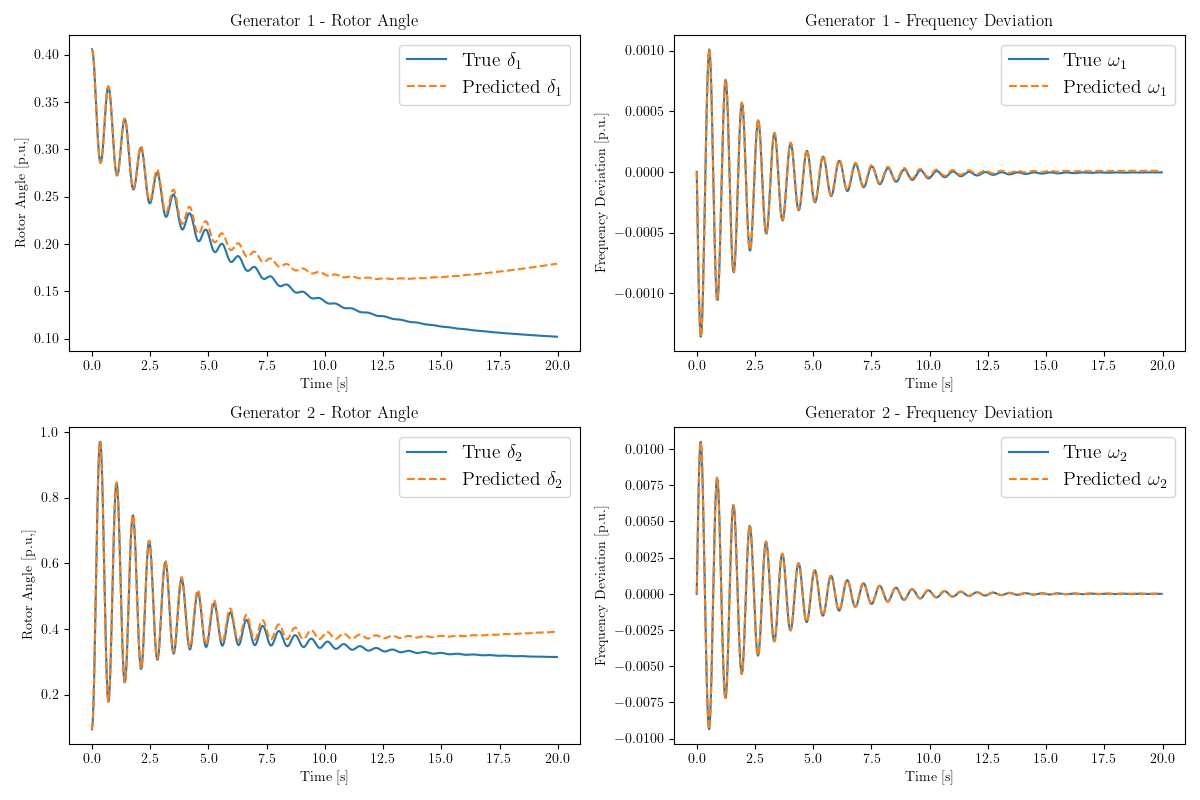 Generator 1 - Rotor Angle
Rotor Angle [p.u.]
0.40
0.35
0.30
0.25
0.20
0.15
0.10
True δ₁
Predicted δ₁
0.0 2.5 5.0 7.5 10.0 12.5 15.0 17.5 20.0
Time [s]
Generator 1 - Frequency Deviation
Frequency Deviation [p.u.]
0.0010
0.0005
0.0000
−0.0005
−0.0010
True ω₁
Predicted ω₁
0.0 2.5 5.0 7.5 10.0 12.5 15.0 17.5 20.0
Time [s]
Generator 2 - Rotor Angle
Rotor Angle [p.u.]
1.0
0.8
0.6
0.4
0.2
True δ₂
Predicted δ₂
0.0 2.5 5.0 7.5 10.0 12.5 15.0 17.5 20.0
Time [s]
Generator 2 - Frequency Deviation
Frequency Deviation [p.u.]
0.0100
0.0075
0.0050
0.0025
0.0000
−0.0025
−0.0050
−0.0075
−0.0100
True ω₂
Predicted ω₂
0.0 2.5 5.0 7.5 10.0 12.5 15.0 17.5 20.0
Time [s]